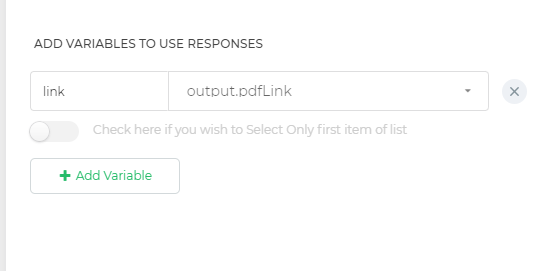 ADD VARIABLES TO USE RESPONSES
link output.pdfLink
Check here if you wish to Select Only first item of list
Add Variable